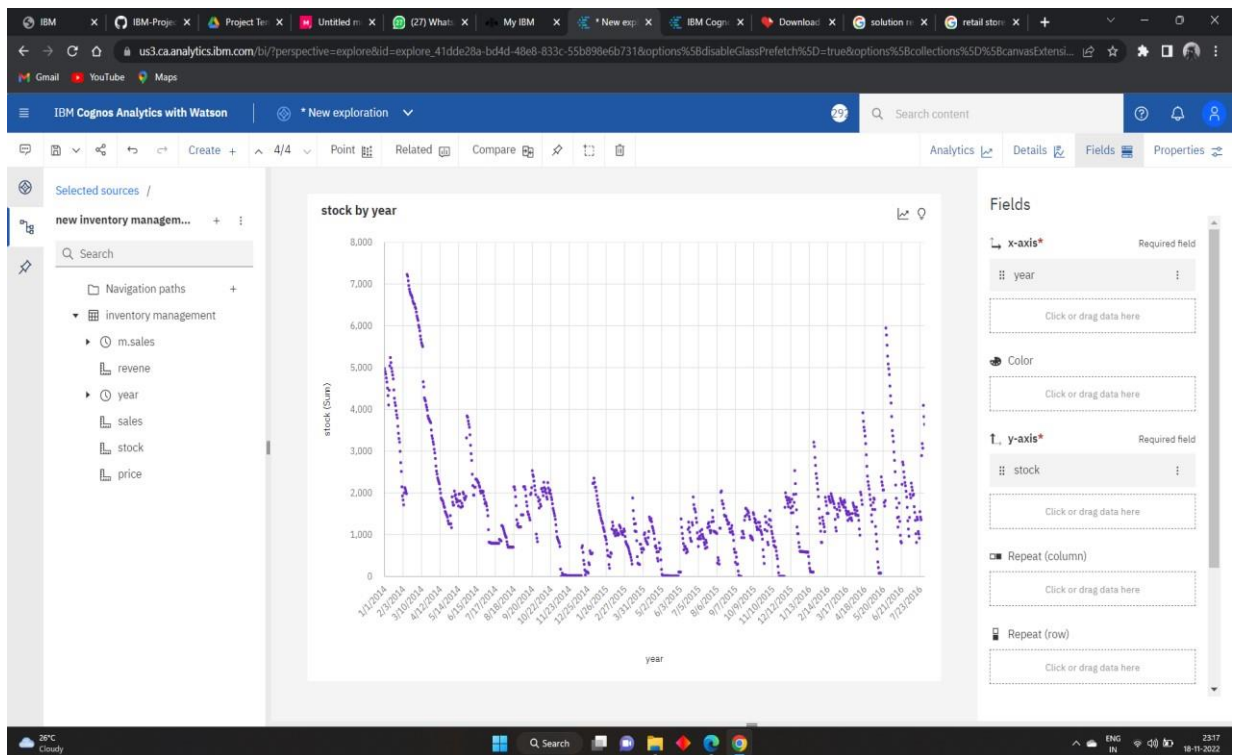 IBM
IBM-Projec
Project Ter
Untitled m
(27) Whats
My IBM
* New expl
IBM Cogn
Download
solution re
retail store
us3.ca.analytics.ibm.com/bi/?perspective=explore&id=explore_41dde28a-bd4d-48e8-833c-55b898e6b731&options%5BdisableGlassPrefetch%5D=true&options%5Bcollections%5D%5BcanvasExtensi...
Gmail
YouTube
Maps
IBM Cognos Analytics with Watson
* New exploration
Search content
Create +
4/4
Point
Related
Compare
Analytics
Details
Fields
Properties
Selected sources /
new inventory managem...
Search
Navigation paths
inventory management
m.sales
revene
year
sales
stock
price
stock by year
8,000
7,000
6,000
5,000
4,000
3,000
2,000
1,000
0
stock (Sum)
1/1/2014
2/3/2014
3/10/2014
4/12/2014
5/14/2014
6/15/2014
7/17/2014
8/18/2014
9/20/2014
10/22/2014
11/23/2014
12/25/2014
1/26/2015
2/27/2015
3/31/2015
5/2/2015
6/3/2015
7/5/2015
8/6/2015
9/7/2015
10/9/2015
11/10/2015
12/12/2015
1/13/2016
2/14/2016
3/17/2016
4/18/2016
5/20/2016
6/21/2016
7/23/2016
year
Fields
x-axis*
Required field
year
Click or drag data here
Color
Click or drag data here
y-axis*
Required field
stock
Click or drag data here
Repeat (column)
Click or drag data here
Repeat (row)
Click or drag data here
26°C
Cloudy
Search
ENG
IN
23:17
18-11-2022